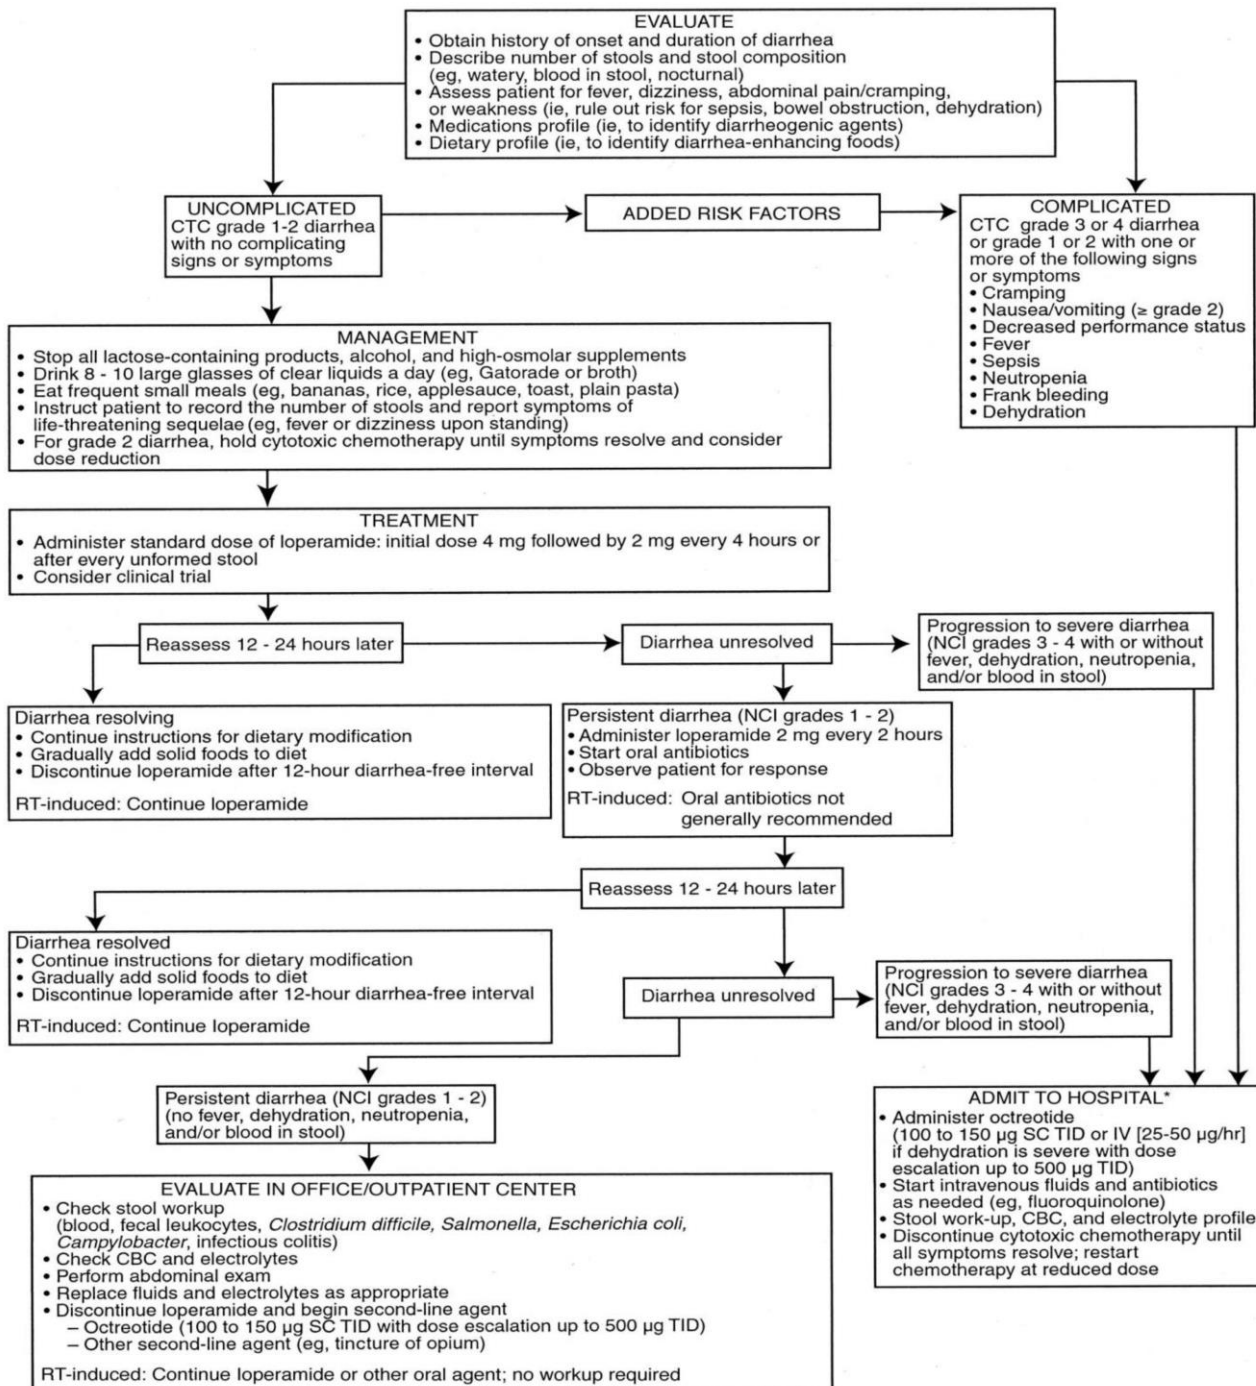 EVALUATE
• Obtain history of onset and duration of diarrhea
• Describe number of stools and stool composition
(eg, watery, blood in stool, nocturnal)
• Assess patient for fever, dizziness, abdominal pain/cramping,
or weakness (ie, rule out risk for sepsis, bowel obstruction, dehydration)
• Medications profile (ie, to identify diarrheogenic agents)
• Dietary profile (ie, to identify diarrhea-enhancing foods)
UNCOMPLICATED
CTC grade 1-2 diarrhea
with no complicating
signs or symptoms
ADDED RISK FACTORS
COMPLICATED
CTC grade 3 or 4 diarrhea
or grade 1 or 2 with one or
more of the following signs
or symptoms
• Cramping
• Nausea/vomiting (≥ grade 2)
• Decreased performance status
• Fever
• Sepsis
• Neutropenia
• Frank bleeding
• Dehydration
MANAGEMENT
• Stop all lactose-containing products, alcohol, and high-osmolar supplements
• Drink 8 - 10 large glasses of clear liquids a day (eg, Gatorade or broth)
• Eat frequent small meals (eg, bananas, rice, applesauce, toast, plain pasta)
• Instruct patient to record the number of stools and report symptoms of
life-threatening sequelae (eg, fever or dizziness upon standing)
• For grade 2 diarrhea, hold cytotoxic chemotherapy until symptoms resolve and consider
dose reduction
TREATMENT
• Administer standard dose of loperamide: initial dose 4 mg followed by 2 mg every 4 hours or
after every unformed stool
• Consider clinical trial
Reassess 12 - 24 hours later
Diarrhea unresolved
Progression to severe diarrhea
(NCI grades 3 - 4 with or without
fever, dehydration, neutropenia,
and/or blood in stool)
Diarrhea resolving
• Continue instructions for dietary modification
• Gradually add solid foods to diet
• Discontinue loperamide after 12-hour diarrhea-free interval
RT-induced: Continue loperamide
Persistent diarrhea (NCI grades 1 - 2)
• Administer loperamide 2 mg every 2 hours
• Start oral antibiotics
• Observe patient for response
RT-induced: Oral antibiotics not
generally recommended
Reassess 12 - 24 hours later
Diarrhea resolved
• Continue instructions for dietary modification
• Gradually add solid foods to diet
• Discontinue loperamide after 12-hour diarrhea-free interval
RT-induced: Continue loperamide
Diarrhea unresolved
Progression to severe diarrhea
(NCI grades 3 - 4 with or without
fever, dehydration, neutropenia,
and/or blood in stool)
Persistent diarrhea (NCI grades 1 - 2)
(no fever, dehydration, neutropenia,
and/or blood in stool)
ADMIT TO HOSPITAL*
• Administer octreotide
(100 to 150 µg SC TID or IV [25-50 µg/hr]
if dehydration is severe with dose
escalation up to 500 µg TID)
• Start intravenous fluids and antibiotics
as needed (eg, fluoroquinolone)
• Stool work-up, CBC, and electrolyte profile
• Discontinue cytotoxic chemotherapy until
all symptoms resolve; restart
chemotherapy at reduced dose
EVALUATE IN OFFICE/OUTPATIENT CENTER
• Check stool workup
(blood, fecal leukocytes, Clostridium difficile, Salmonella, Escherichia coli,
Campylobacter, infectious colitis)
• Check CBC and electrolytes
• Perform abdominal exam
• Replace fluids and electrolytes as appropriate
• Discontinue loperamide and begin second-line agent
– Octreotide (100 to 150 µg SC TID with dose escalation up to 500 µg TID)
– Other second-line agent (eg, tincture of opium)
RT-induced: Continue loperamide or other oral agent; no workup required